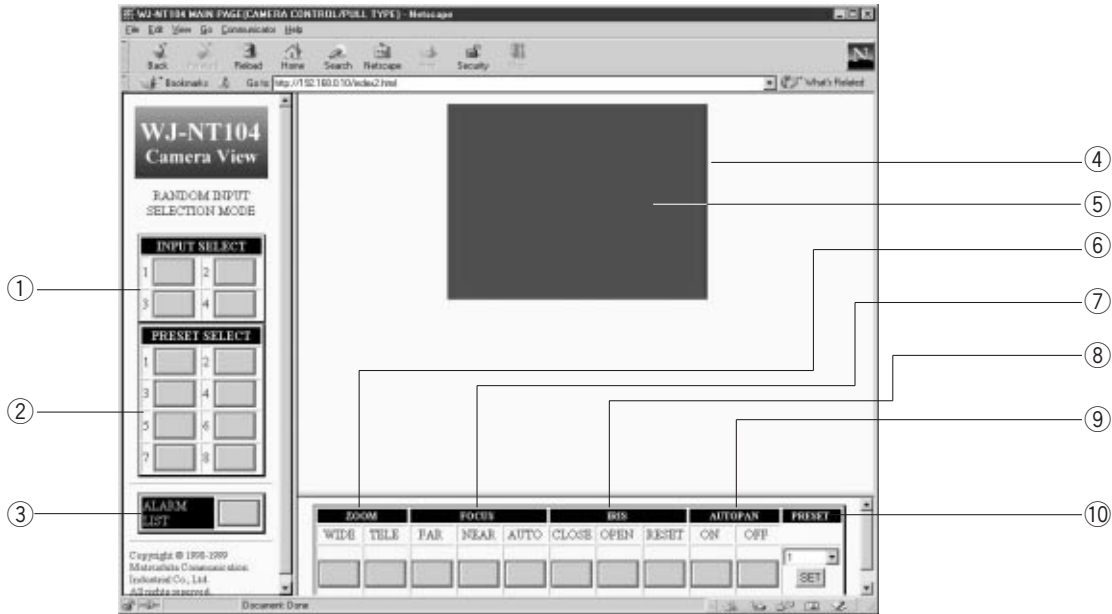 WJ-NT104 MAIN PAGE[CAMERA CONTROL/PULL TYPE] - Netscape
File Edit View Go Communicator Help
Back Reload Home Search Netscape Security
Bookmarks Go to: http://192.168.0.10/index2.html What's Related
WJ-NT104
Camera View
RANDOM INPUT
SELECTION MODE
INPUT SELECT
1 2
3 4
PRESET SELECT
1 2
3 4
5 6
7 8
ALARM
LIST
Copyright © 1998-1999
Matsushita Communication
Industrial Co., Ltd.
All rights reserved.
ZOOM FOCUS IRIS AUTOPAN PRESET
WIDE TELE FAR NEAR AUTO CLOSE OPEN RESET ON OFF
1
SET
Document: Done
①
②
③
④
⑤
⑥
⑦
⑧
⑨
⑩